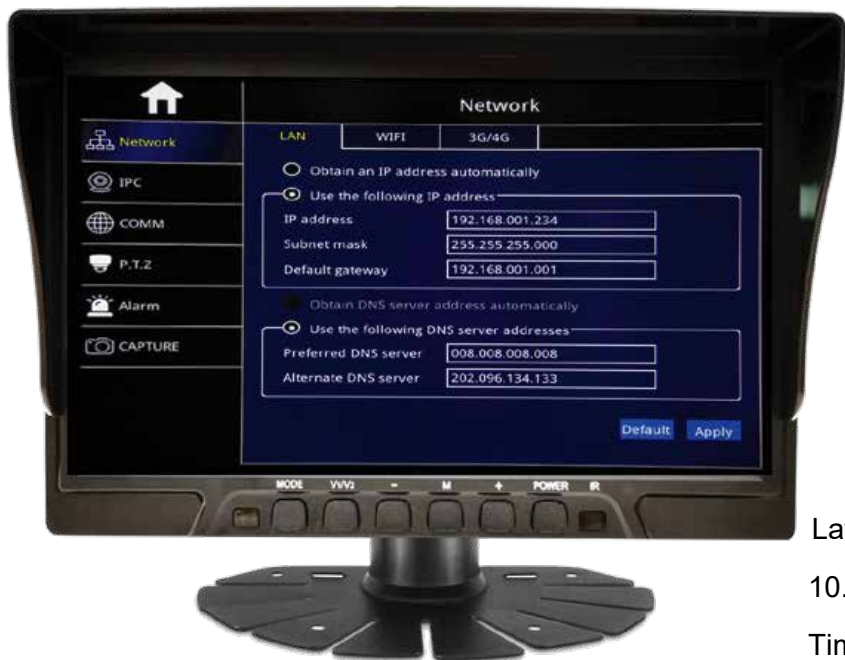 Network
Network
LAN WIFI 3G/4G
IPC
COMM
P.T.Z
Alarm
CAPTURE
Obtain an IP address automatically
Use the following IP address
IP address 192.168.001.234
Subnet mask 255.255.255.000
Default gateway 192.168.001.001
Obtain DNS server address automatically
Use the following DNS server addresses
Preferred DNS server 008.008.008.008
Alternate DNS server 202.096.134.133
Default Apply
MODE V1/V2 - M + POWER IR
10.